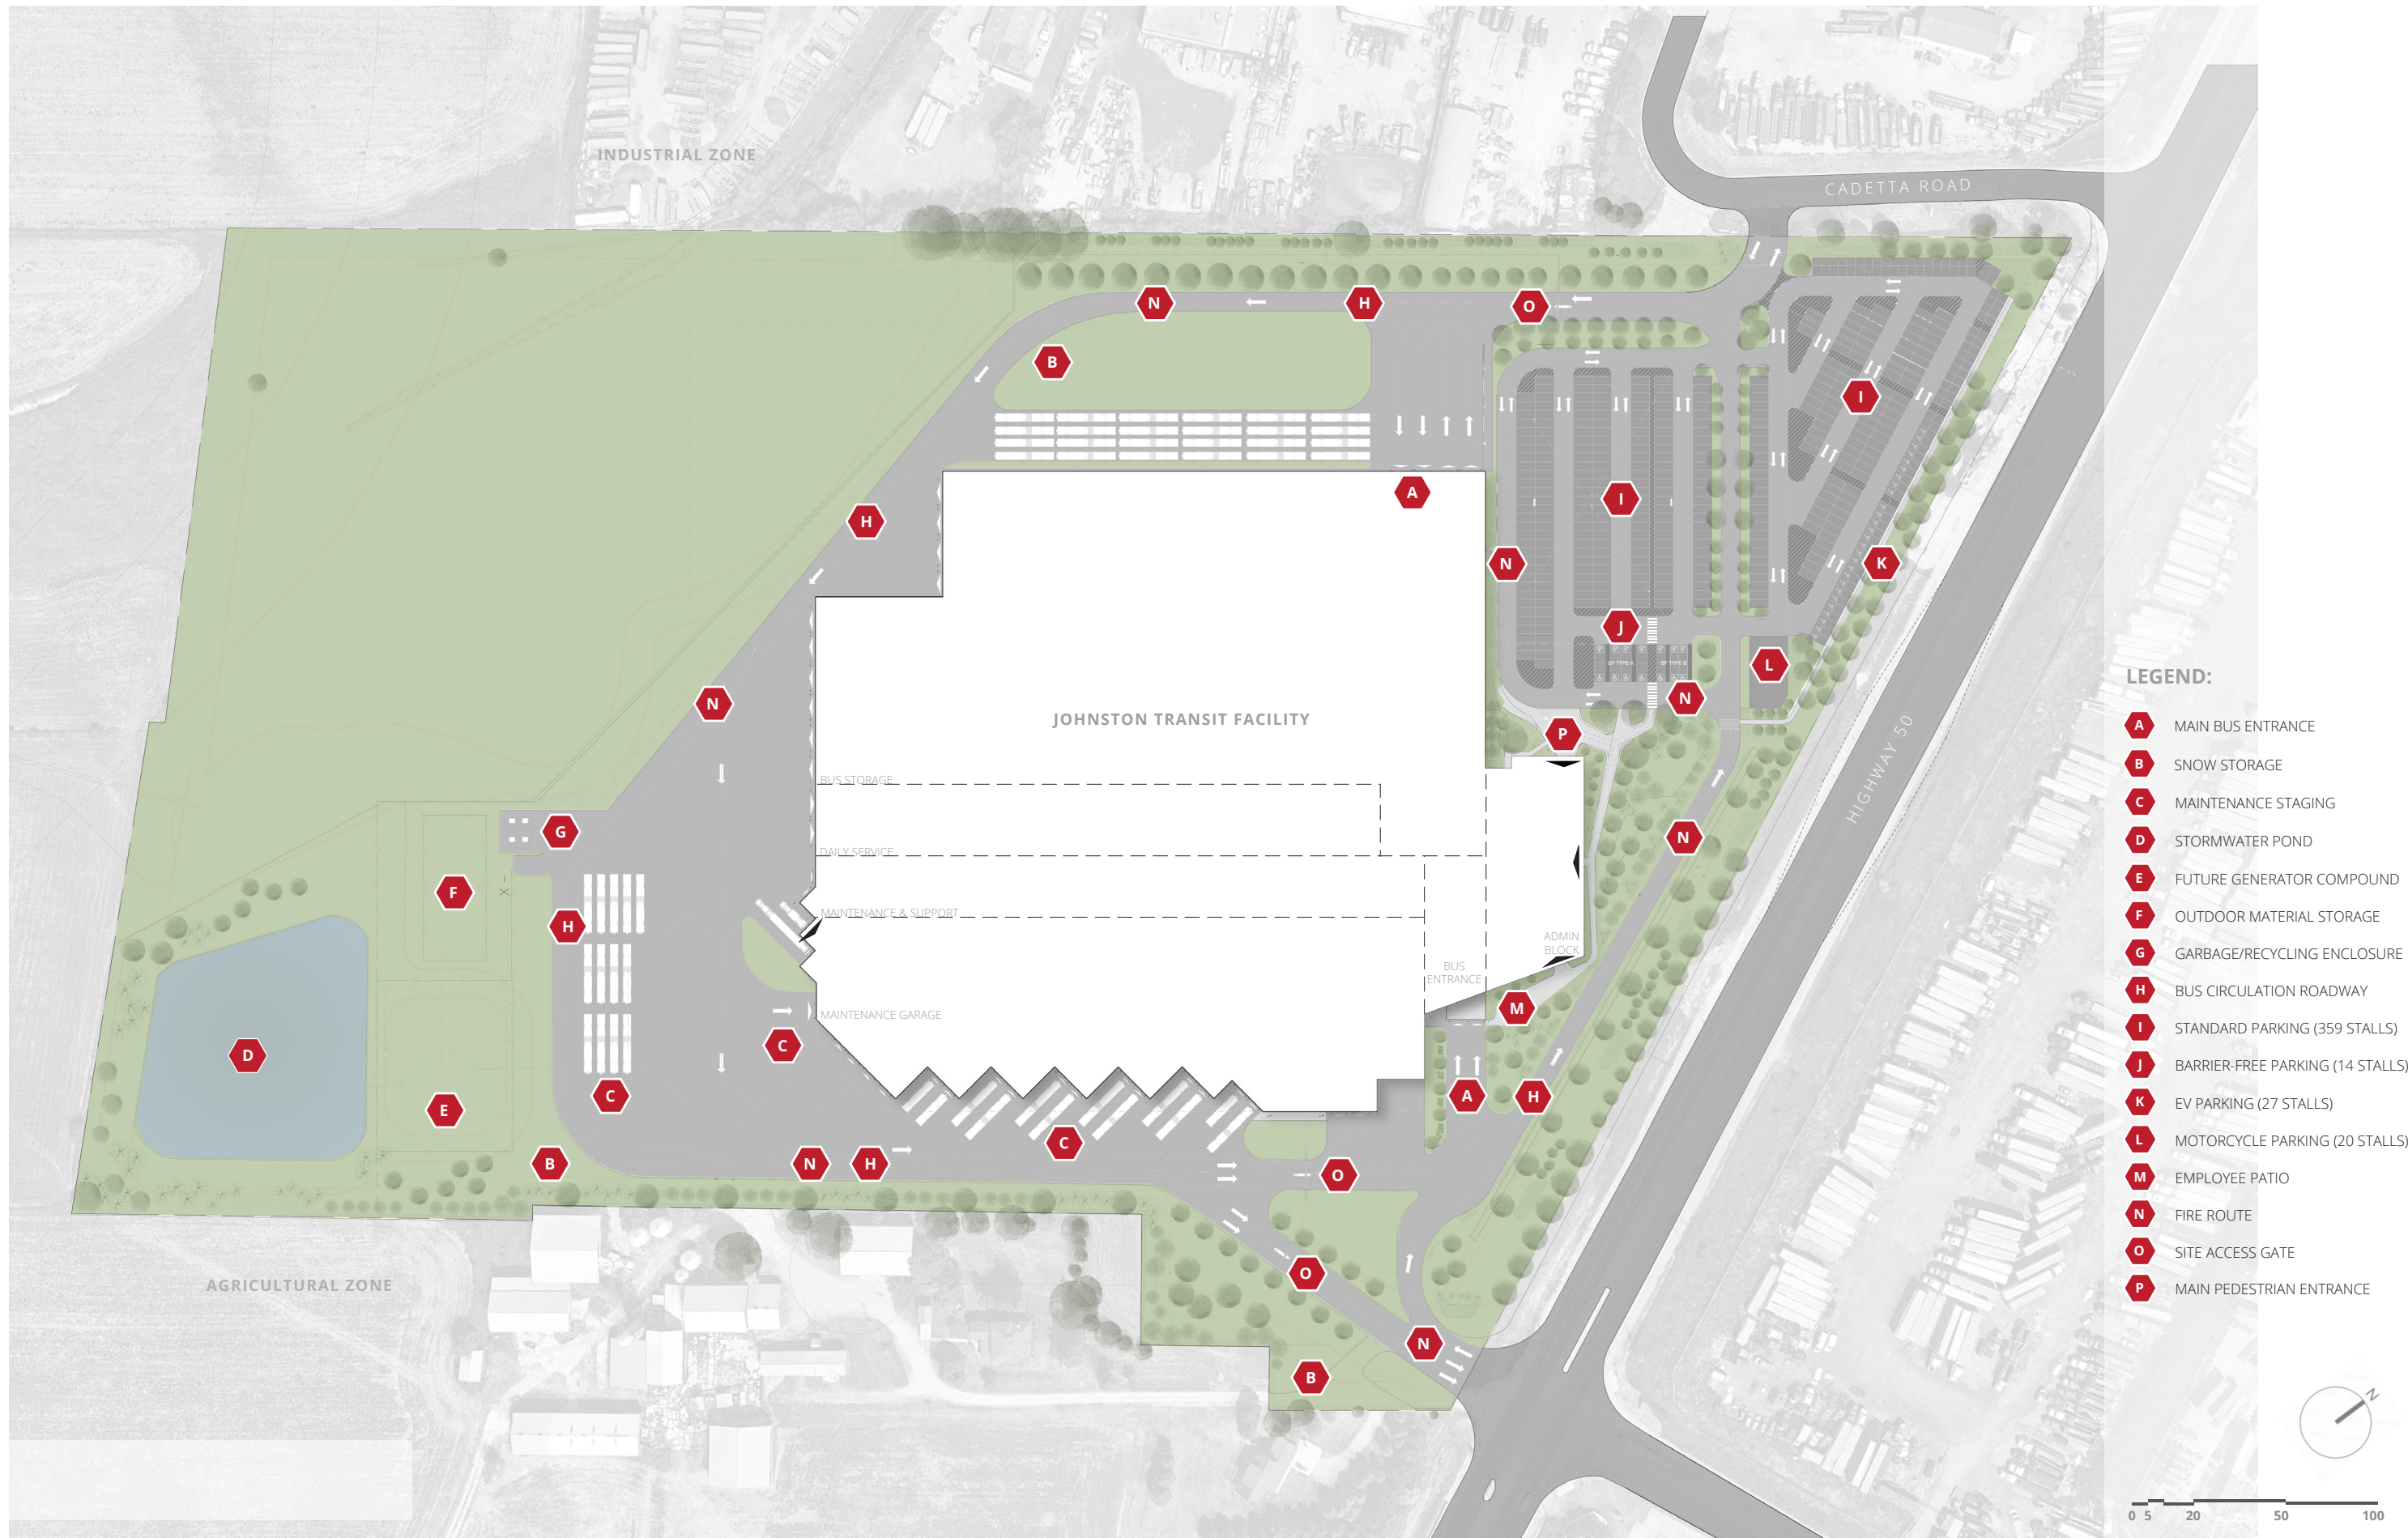 INDUSTRIAL ZONE
CADETTA ROAD
N
H
O
B
I
A
H
I
N
K
J
BF TYPE A
BF TYPE B
L
N
N
JOHNSTON TRANSIT FACILITY
P
HIGHWAY 50
BUS STORAGE
G
N
DAILY SERVICE
F
X
H
MAINTENANCE & SUPPORT
ADMIN
BLOCK
BUS
ENTRANCE
M
MAINTENANCE GARAGE
D
C
C
A
H
E
C
B
N
H
O
O
AGRICULTURAL ZONE
N
B
LEGEND:
A MAIN BUS ENTRANCE
B SNOW STORAGE
C MAINTENANCE STAGING
D STORMWATER POND
E FUTURE GENERATOR COMPOUND
F OUTDOOR MATERIAL STORAGE
G GARBAGE/RECYCLING ENCLOSURE
H BUS CIRCULATION ROADWAY
I STANDARD PARKING (359 STALLS)
J BARRIER-FREE PARKING (14 STALLS)
K EV PARKING (27 STALLS)
L MOTORCYCLE PARKING (20 STALLS)
M EMPLOYEE PATIO
N FIRE ROUTE
O SITE ACCESS GATE
P MAIN PEDESTRIAN ENTRANCE
N
0 5 20 50 100